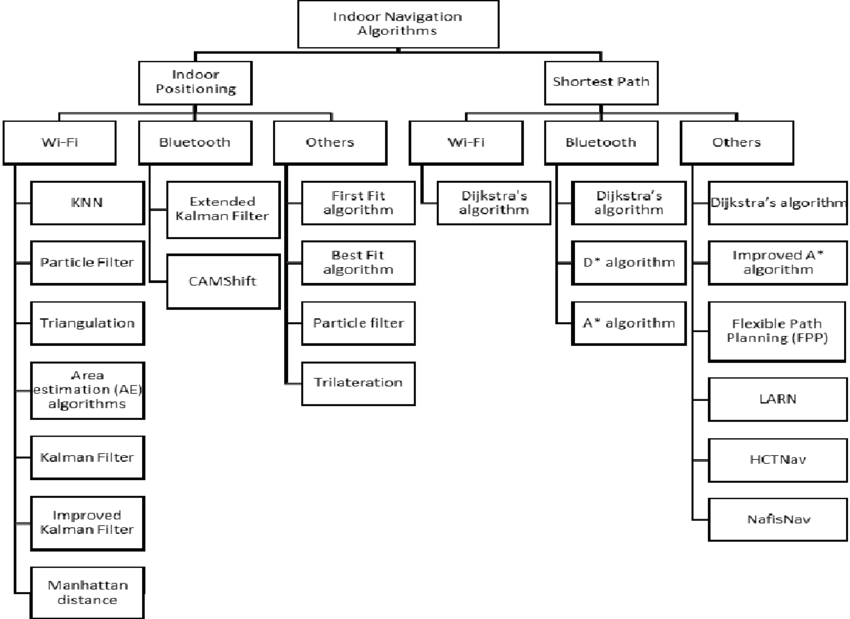 Indoor Navigation
Algorithms
Indoor
Positioning
Shortest Path
Wi-Fi
Bluetooth
Others
Wi-Fi
Bluetooth
Others
KNN
Particle Filter
Triangulation
Area
estimation (AE)
algorithms
Kalman Filter
Improved
Kalman Filter
Manhattan
distance
Extended
Kalman Filter
CAMShift
First Fit
algorithm
Best Fit
algorithm
Particle filter
Trilateration
Dijkstra's
algorithm
Dijkstra's
algorithm
D* algorithm
A* algorithm
Dijkstra's algorithm
Improved A*
algorithm
Flexible Path
Planning (FPP)
LARN
HCTNav
NafisNav